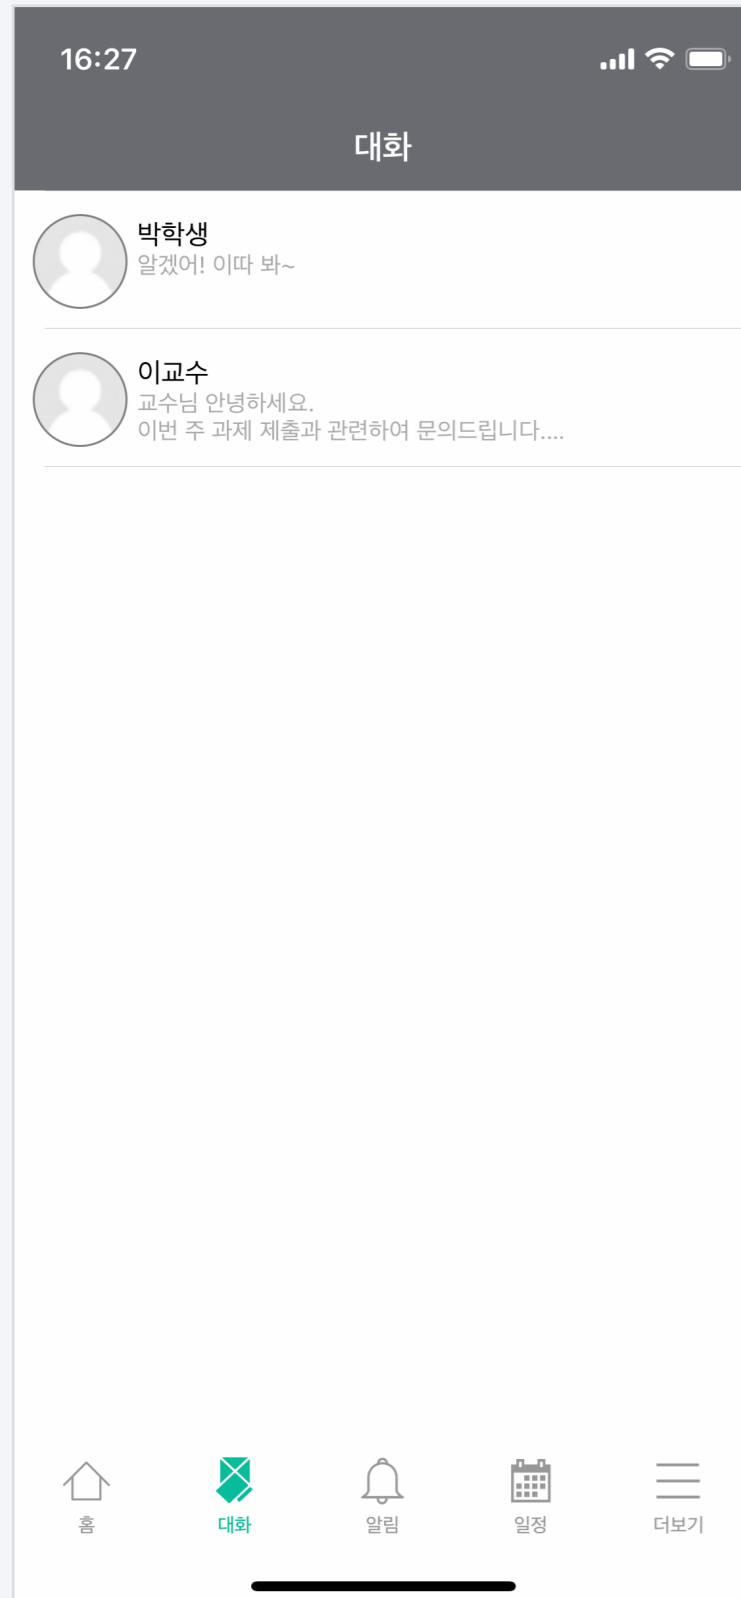 16:27
대화
박학생
알겠어! 이따 봐~
이교수
교수님 안녕하세요.
이번 주 과제 제출과 관련하여 문의드립니다....
홈
대화
알림
일정
더보기